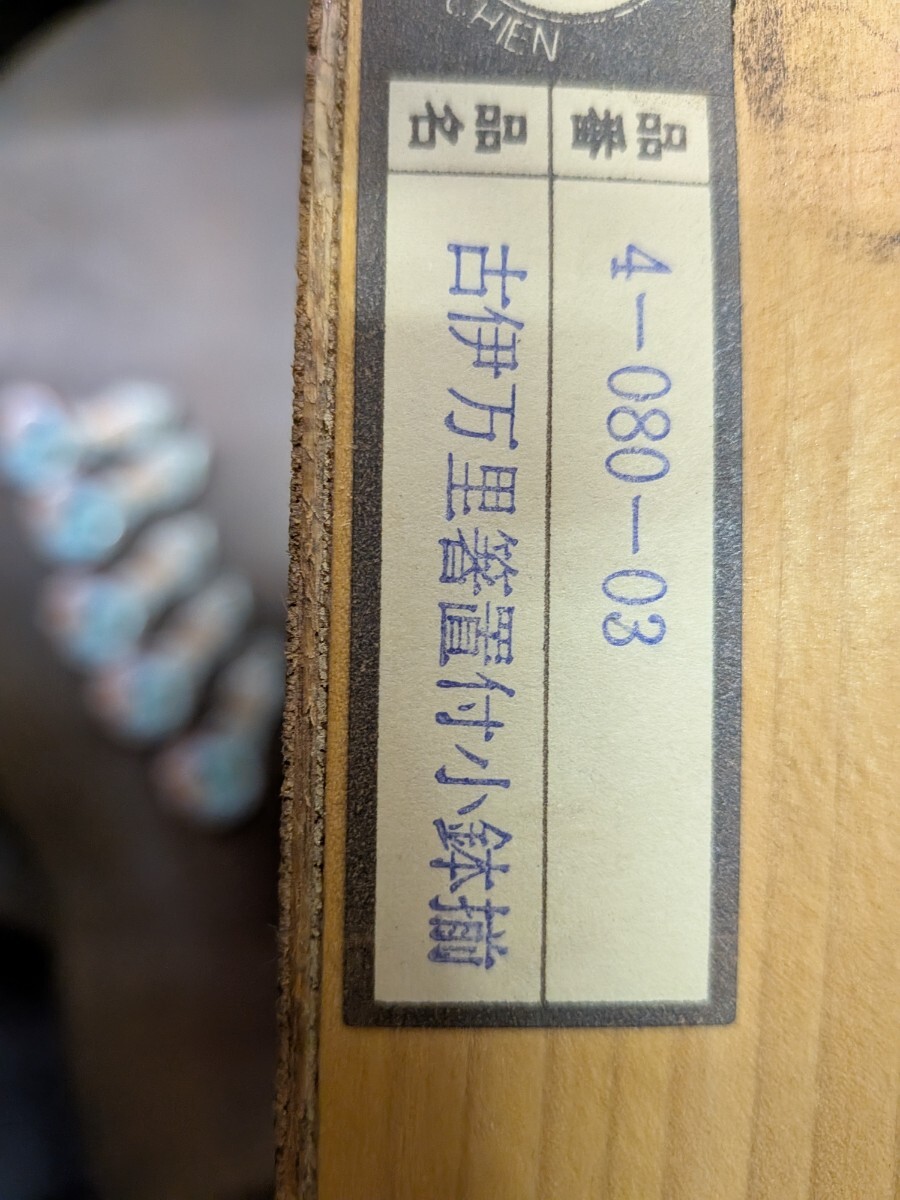 CHIEN
品番 4-080-03
品名 古伊万里箸置付小鉢揃